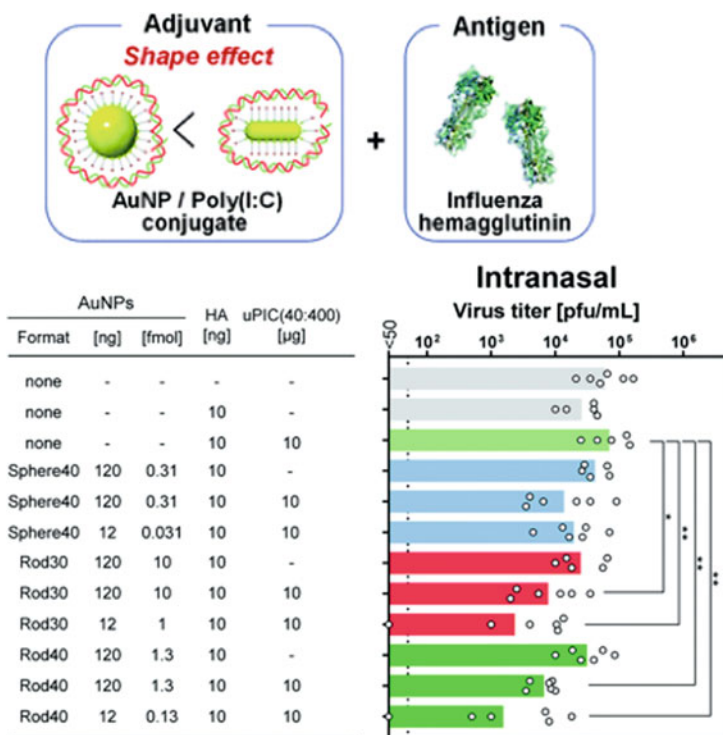 Adjuvant
Shape effect
<
AuNP / Poly(I:C)
conjugate
+
Antigen
Influenza
hemagglutinin
Intranasal
Virus titer [pfu/mL]
AuNPs HA uPIC(40:400)
Format [ng] [fmol] [ng] [µg]
<50 10² 10³ 10⁴ 10⁵ 10⁶
none - - - -
none - - 10 -
none - - 10 10
Sphere40 120 0.31 10 -
Sphere40 120 0.31 10 10
Sphere40 12 0.031 10 10
Rod30 120 10 10 -
Rod30 120 10 10 10
Rod30 12 1 10 10
Rod40 120 1.3 10 -
Rod40 120 1.3 10 10
Rod40 12 0.13 10 10
* ** ** **